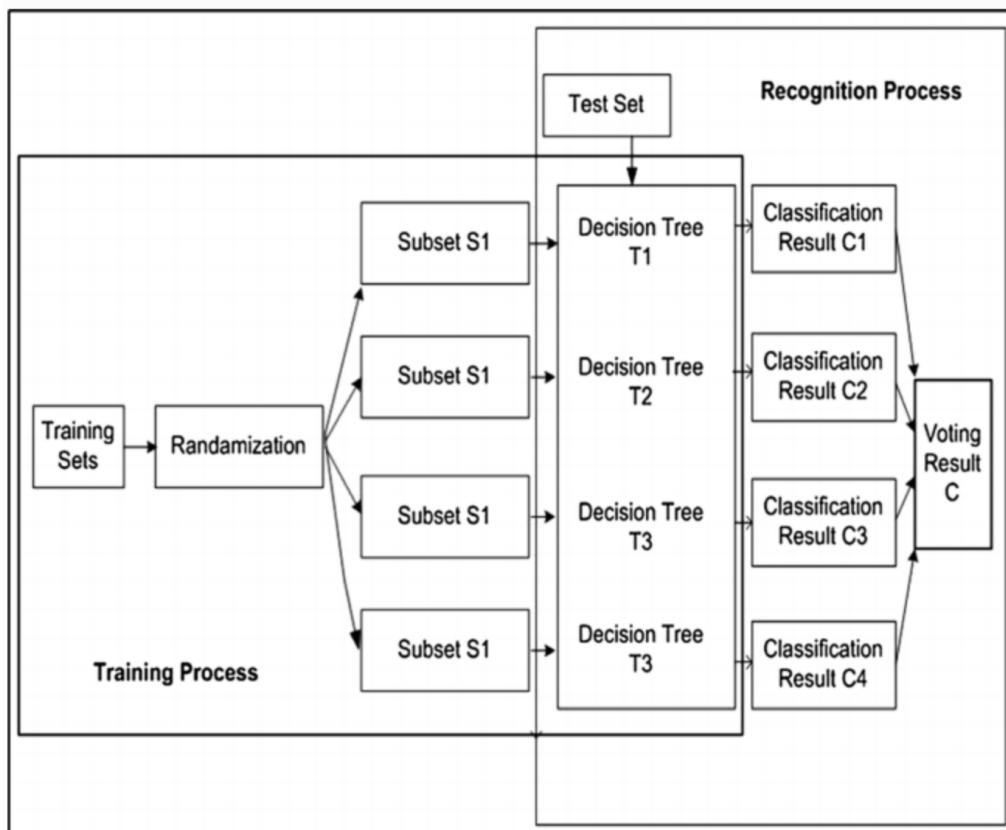 Recognition Process
Test Set
Subset S1
Decision Tree
T1
Classification
Result C1
Subset S1
Decision Tree
T2
Classification
Result C2
Training
Sets
Randamization
Voting
Result
C
Subset S1
Decision Tree
T3
Classification
Result C3
Subset S1
Decision Tree
T3
Classification
Result C4
Training Process